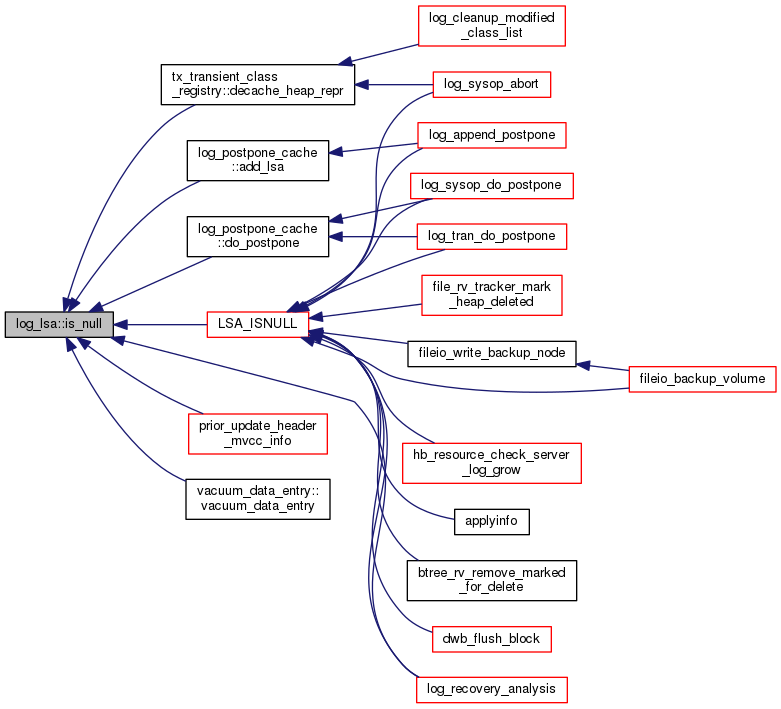 log_cleanup_modified
_class_list
tx_transient_class
_registry::decache_heap_repr
log_sysop_abort
log_append_postpone
log_postpone_cache
::add_lsa
log_sysop_do_postpone
log_postpone_cache
::do_postpone
log_tran_do_postpone
file_rv_tracker_mark
_heap_deleted
log_lsa::is_null
LSA_ISNULL
fileio_write_backup_node
fileio_backup_volume
prior_update_header
_mvcc_info
hb_resource_check_server
_log_grow
vacuum_data_entry::
vacuum_data_entry
applyinfo
btree_rv_remove_marked
_for_delete
dwb_flush_block
log_recovery_analysis